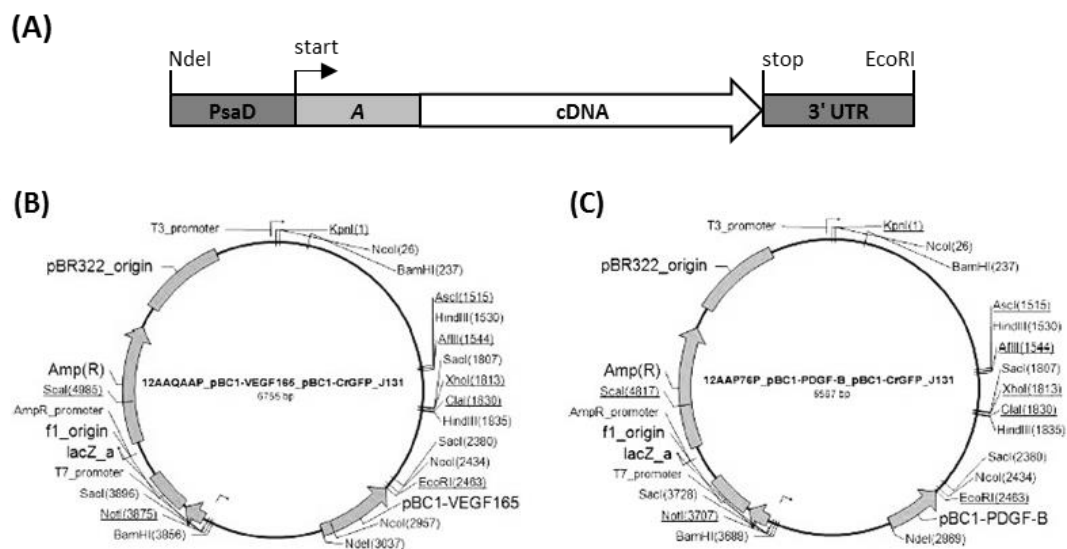 (A)
NdeI
start
stop
EcoRI
PsaD
A
cDNA
3' UTR
(B)
T3_promoter
KpnI(1)
NcoI(26)
BamHI(237)
pBR322_origin
AscI(1515)
HindIII(1530)
AflII(1544)
SacI(1807)
XhoI(1813)
ClaI(1830)
HindIII(1835)
Amp(R)
12AAQAAP_pBC1-VEGF165_pBC1-CrGFP_J131
6755 bp
ScaI(4985)
AmpR_promoter
f1_origin
lacZ_a
T7_promoter
SacI(3896)
NotI(3875)
BamHI(3856)
SacI(2380)
NcoI(2434)
EcoRI(2463)
pBC1-VEGF165
NcoI(2957)
NdeI(3037)
(C)
T3_promoter
KpnI(1)
NcoI(26)
BamHI(237)
pBR322_origin
AscI(1515)
HindIII(1530)
AflII(1544)
SacI(1807)
XhoI(1813)
ClaI(1830)
HindIII(1835)
Amp(R)
12AAP76P_pBC1-PDGF-B_pBC1-CrGFP_J131
6587 bp
ScaI(4817)
AmpR_promoter
f1_origin
lacZ_a
T7_promoter
SacI(3728)
NotI(3707)
BamHI(3688)
SacI(2380)
NcoI(2434)
EcoRI(2463)
pBC1-PDGF-B
NdeI(2869)